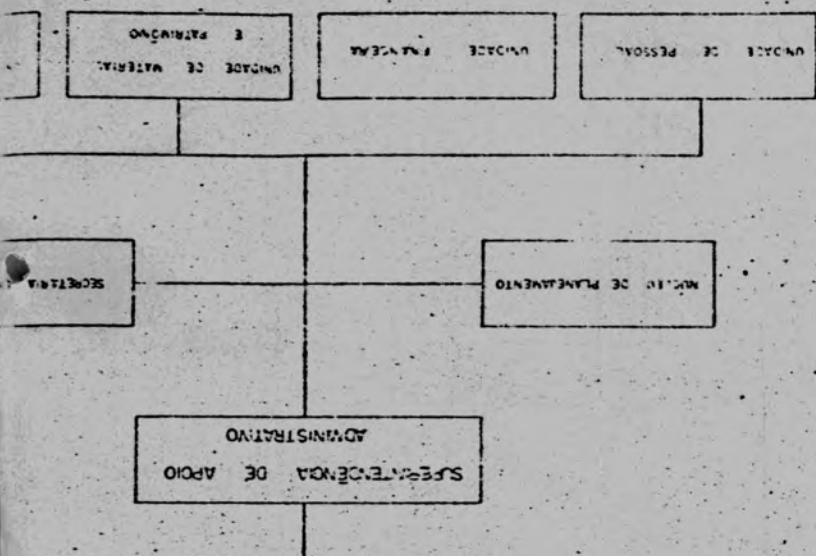 SUPERINTENDÊNCIA DE APOIO
ADMINISTRATIVO
NÚCLEO DE PLANEJAMENTO
SECRETARIA
UNIDADE DE PESSOAL
UNIDADE FINANCEIRA
UNIDADE DE MATERIAL
E PATRIMÔNIO